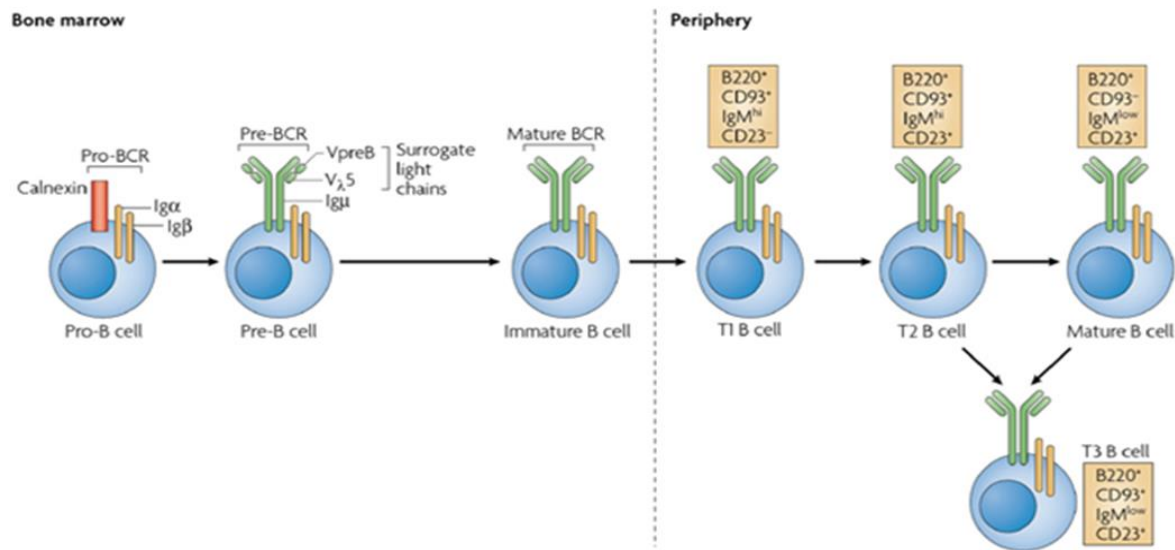 Bone marrow
Periphery
B220⁺
CD93⁺
IgMʰⁱ
CD23⁻
B220⁺
CD93⁺
IgMʰⁱ
CD23⁺
B220⁺
CD93⁻
IgMˡᵒʷ
CD23⁺
Pro-BCR
Calnexin
Igα
Igβ
Pro-B cell
Pre-BCR
VpreB
Vλ5
Igμ
Surrogate
light
chains
Pre-B cell
Mature BCR
Immature B cell
T1 B cell
T2 B cell
Mature B cell
T3 B cell
B220⁺
CD93⁺
IgMˡᵒʷ
CD23⁺